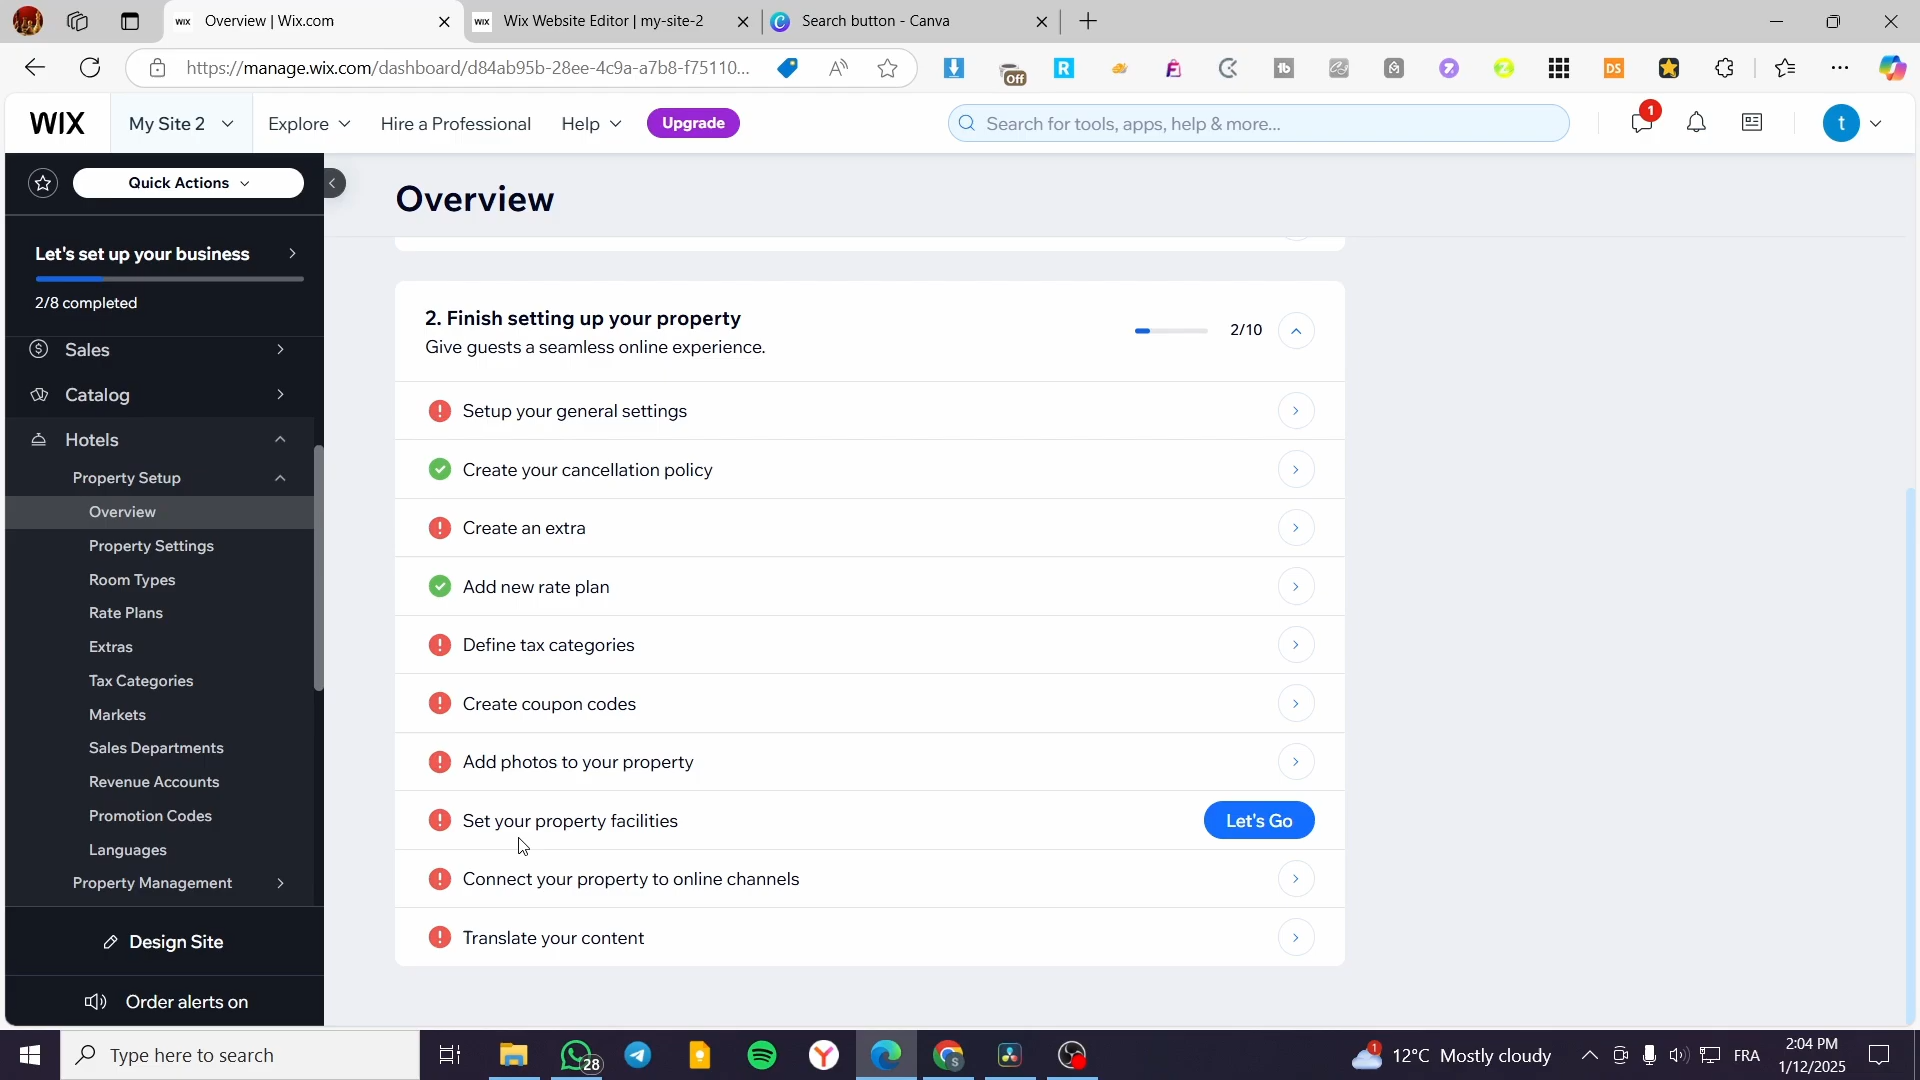 Overview | Wix.com
WIX Wix Website Editor | my-site-2
Search button - Canva
https://manage.wix.com/dashboard/d84ab95b-28ee-4c9a-a7b8-f75110...
Off
WIX
My Site 2
Explore
Hire a Professional
Help
Upgrade
Search for tools, apps, help & more...
1
t
Quick Actions
Overview
Let's set up your business
2/8 completed
Sales
Catalog
Hotels
Property Setup
Overview
Property Settings
Room Types
Rate Plans
Extras
Tax Categories
Markets
Sales Departments
Revenue Accounts
Promotion Codes
Languages
Property Management
Design Site
Order alerts on
2. Finish setting up your property
Give guests a seamless online experience.
2/10
Setup your general settings
Create your cancellation policy
Create an extra
Add new rate plan
Define tax categories
Create coupon codes
Add photos to your property
Set your property facilities
Let's Go
Connect your property to online channels
Translate your content
Type here to search
28
1
12°C Mostly cloudy
FRA
2:04 PM
1/12/2025